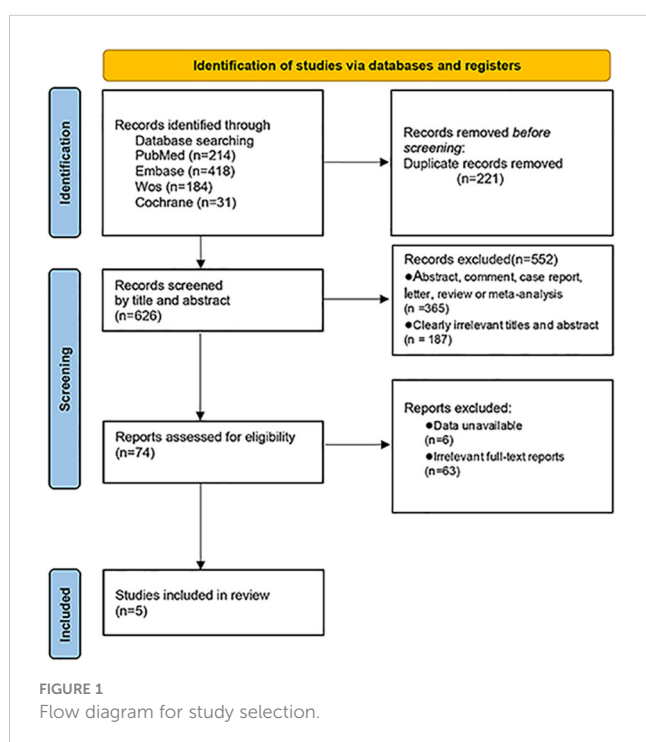 Identification of studies via databases and registers
Identification
Records identified through
Database searching
PubMed (n=214)
Embase (n=418)
Wos (n=184)
Cochrane (n=31)
Records removed before
screening:
Duplicate records removed
(n=221)
Screening
Records screened
by title and abstract
(n=626)
Records excluded(n=552)
●Abstract, comment, case report,
letter, review or meta-analysis
(n =365)
●Clearly irrelevant titles and abstract
(n = 187)
Reports assessed for eligibility
(n=74)
Reports excluded:
●Data unavailable
(n=6)
●Irrelevant full-text reports
(n=63)
Included
Studies included in review
(n=5)
FIGURE 1
Flow diagram for study selection.